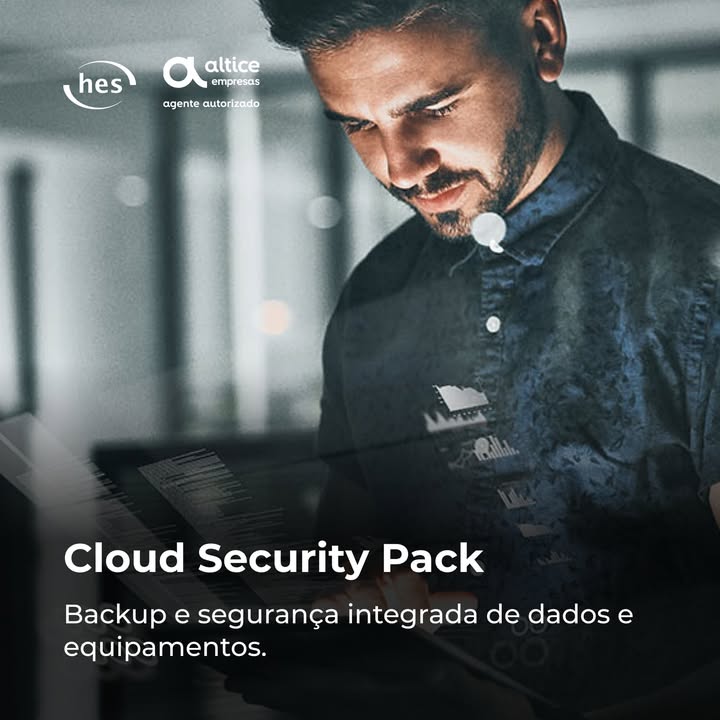 hes
altice
empresas
agente autorizado
Cloud Security Pack
Backup e segurança integrada de dados e
equipamentos.